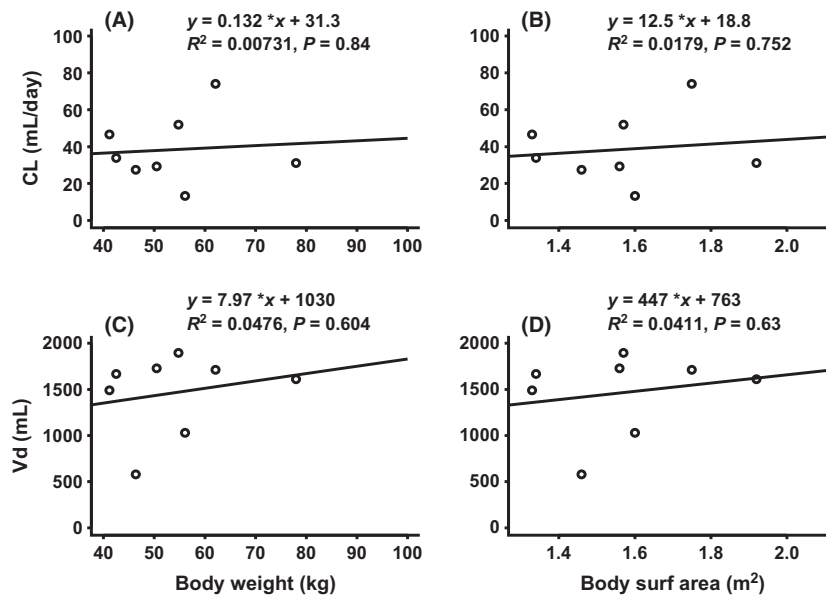 (A)
y = 0.132 *x + 31.3
R² = 0.00731, P = 0.84
CL (mL/day)
100
80
60
40
20
0
40 50 60 70 80 90 100
(B)
y = 12.5 *x + 18.8
R² = 0.0179, P = 0.752
100
80
60
40
20
0
1.4 1.6 1.8 2.0
(C)
y = 7.97 *x + 1030
R² = 0.0476, P = 0.604
Vd (mL)
2000
1500
1000
500
0
40 50 60 70 80 90 100
Body weight (kg)
(D)
y = 447 *x + 763
R² = 0.0411, P = 0.63
2000
1500
1000
500
0
1.4 1.6 1.8 2.0
Body surf area (m²)